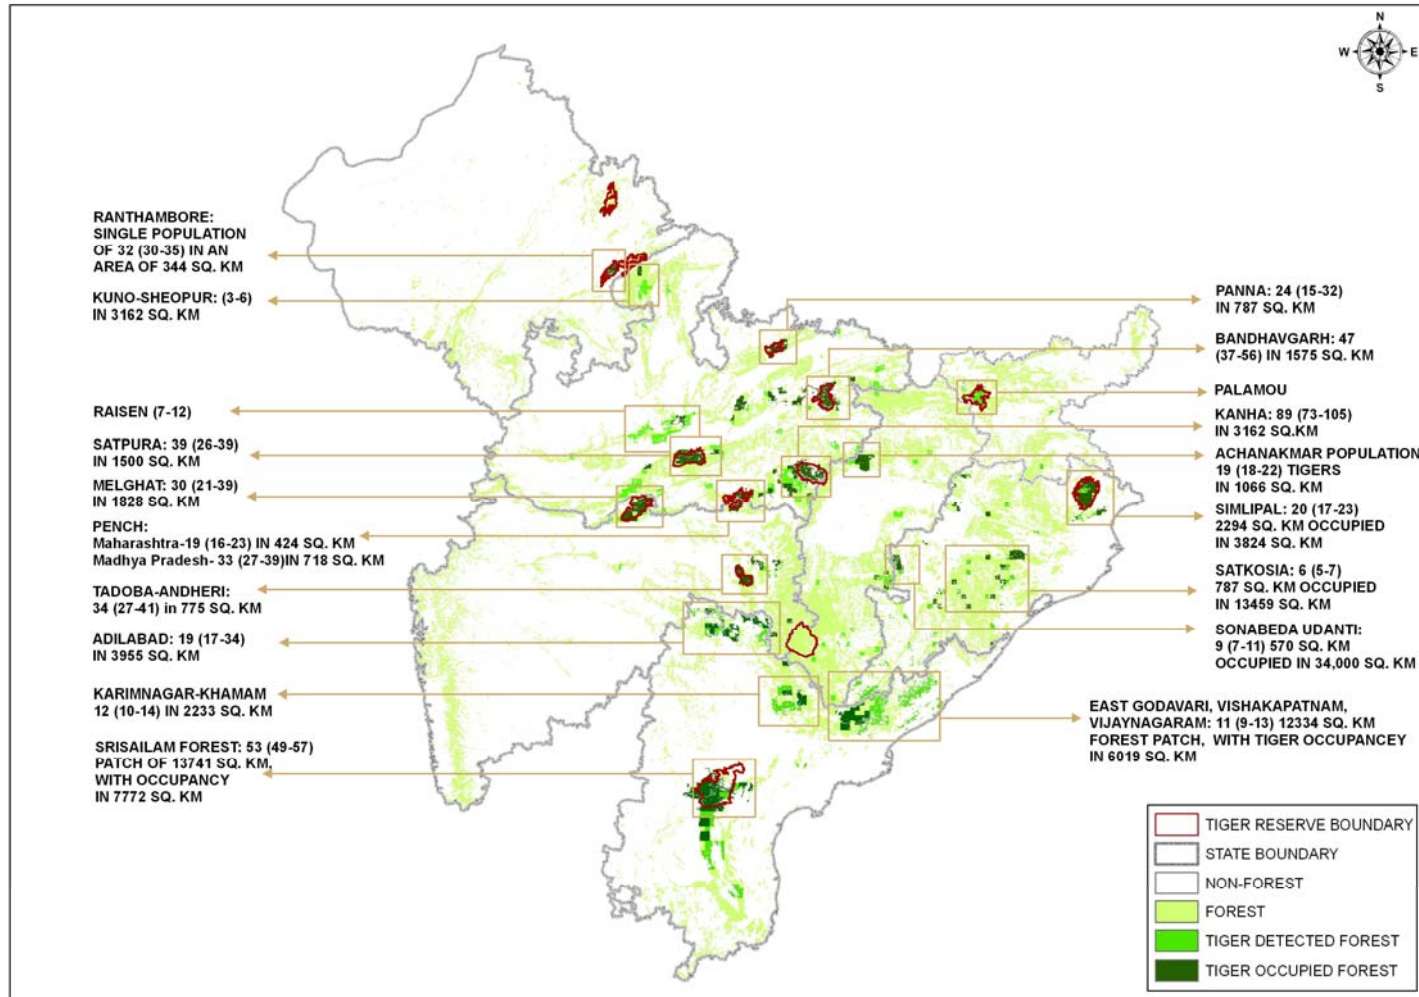 N
W
E
S
RANTHAMBORE:
SINGLE POPULATION
OF 32 (30-35) IN AN
AREA OF 344 SQ. KM
KUNO-SHEOPUR: (3-6)
IN 3162 SQ. KM
RAISEN (7-12)
SATPURA: 39 (26-39)
IN 1500 SQ. KM
MELGHAT: 30 (21-39)
IN 1828 SQ. KM
PENCH:
Maharashtra-19 (16-23) IN 424 SQ. KM
Madhya Pradesh- 33 (27-39)IN 718 SQ. KM
TADOBA-ANDHERI:
34 (27-41) in 775 SQ. KM
ADILABAD: 19 (17-34)
IN 3955 SQ. KM
KARIMNAGAR-KHAMAM
12 (10-14) IN 2233 SQ. KM
SRISAILAM FOREST: 53 (49-57)
PATCH OF 13741 SQ. KM,
WITH OCCUPANCY
IN 7772 SQ. KM
PANNA: 24 (15-32)
IN 787 SQ. KM
BANDHAVGARH: 47
(37-56) IN 1575 SQ. KM
PALAMOU
KANHA: 89 (73-105)
IN 3162 SQ.KM
ACHANAKMAR POPULATION
19 (18-22) TIGERS
IN 1066 SQ. KM
SIMLIPAL: 20 (17-23)
2294 SQ. KM OCCUPIED
IN 3824 SQ. KM
SATKOSIA: 6 (5-7)
787 SQ. KM OCCUPIED
IN 13459 SQ. KM
SONABEDA UDANTI:
9 (7-11) 570 SQ. KM
OCCUPIED IN 34,000 SQ. KM
EAST GODAVARI, VISHAKAPATNAM,
VIJAYNAGARAM: 11 (9-13) 12334 SQ. KM
FOREST PATCH, WITH TIGER OCCUPANCEY
IN 6019 SQ. KM
TIGER RESERVE BOUNDARY
STATE BOUNDARY
NON-FOREST
FOREST
TIGER DETECTED FOREST
TIGER OCCUPIED FOREST